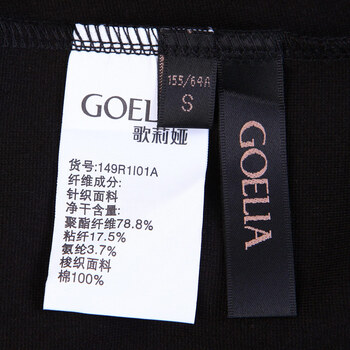 155/64A
S
GOELIA
歌莉娅
货号:149R1I01A
纤维成分:
针织面料
净干含量:
聚酯纤维78.8%
粘纤17.5%
氨纶3.7%
梭织面料
棉100%
GOELIA